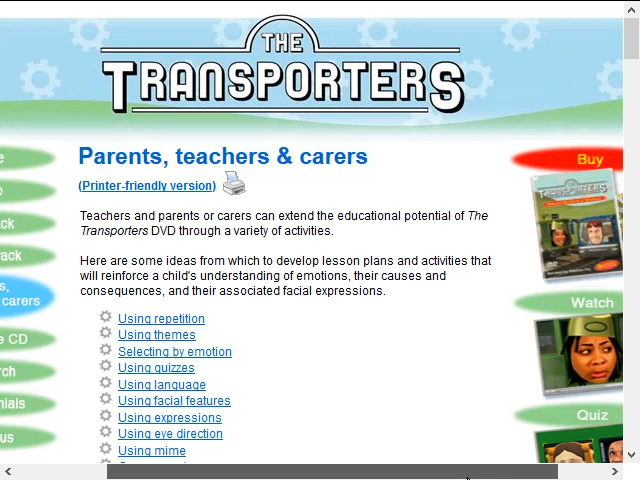 THE
TRANSPORTERS
Parents, teachers & carers
(Printer-friendly version)
Teachers and parents or carers can extend the educational potential of The
Transporters DVD through a variety of activities.
Here are some ideas from which to develop lesson plans and activities that
will reinforce a child's understanding of emotions, their causes and
consequences, and their associated facial expressions.
Using repetition
Using themes
Selecting by emotion
Using quizzes
Using language
Using facial features
Using expressions
Using eye direction
Using mime
carers
CD
us
Buy
TRANSPORTERS
Watch
Quiz